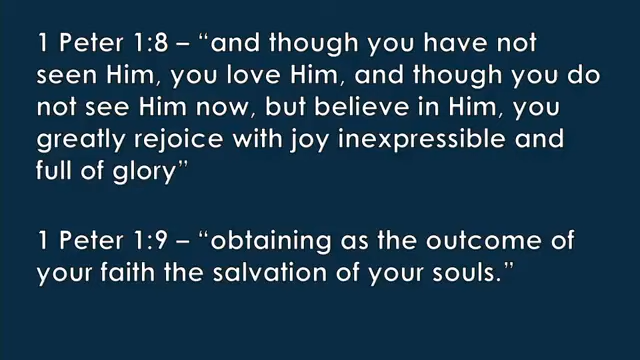 1 Peter 1:8 – “and though you have not
seen Him, you love Him, and though you do
not see Him now, but believe in Him, you
greatly rejoice with joy inexpressible and
full of glory”
1 Peter 1:9 – “obtaining as the outcome of
your faith the salvation of your souls.”